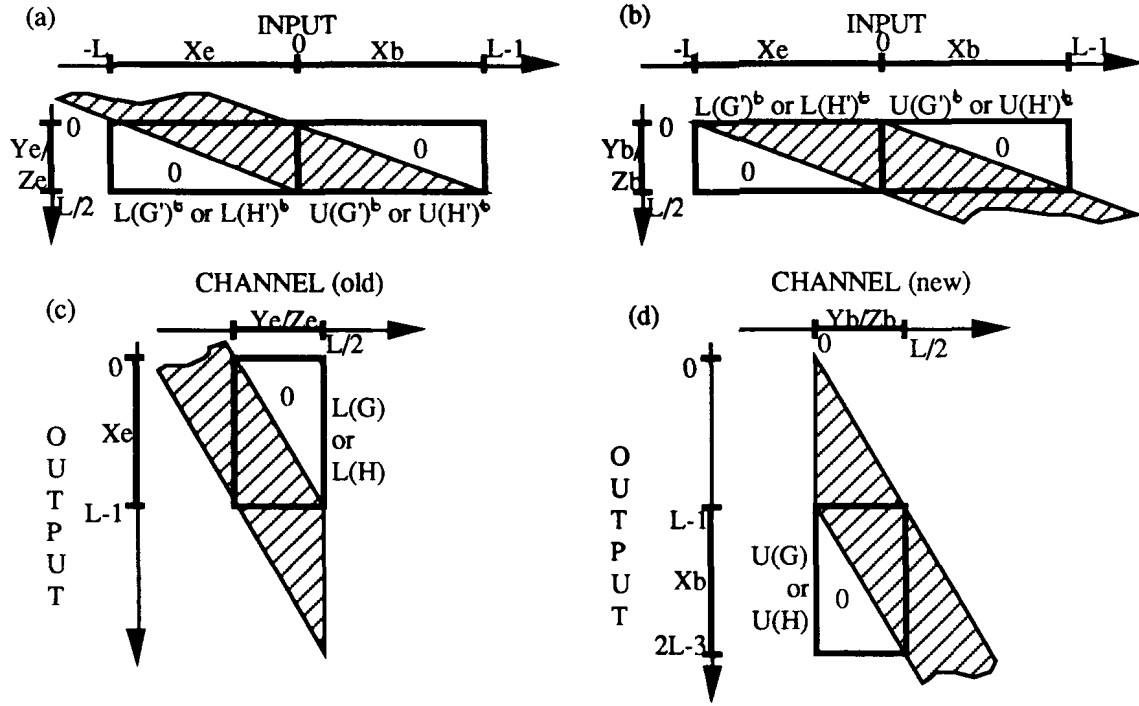 (a)
INPUT
-L Xe 0 Xb L-1
0
Ye/
Ze
L/2
0
0
L(G')ᵗ or L(H')ᵗ U(G')ᵗ or U(H')ᵗ
(b)
INPUT
-L Xe 0 Xb L-1
L(G')ᵗ or L(H')ᵗ U(G')ᵗ or U(H')ᵗ
0
Yb/
Zb
L/2
0
0
(c)
CHANNEL (old)
Ye/Ze
L/2
0
Xe
L-1
OUTPUT
0
L(G)
or
L(H)
(d)
CHANNEL (new)
Yb/Zb
0 L/2
0
L-1
Xb
2L-3
OUTPUT
U(G)
or
U(H)
0